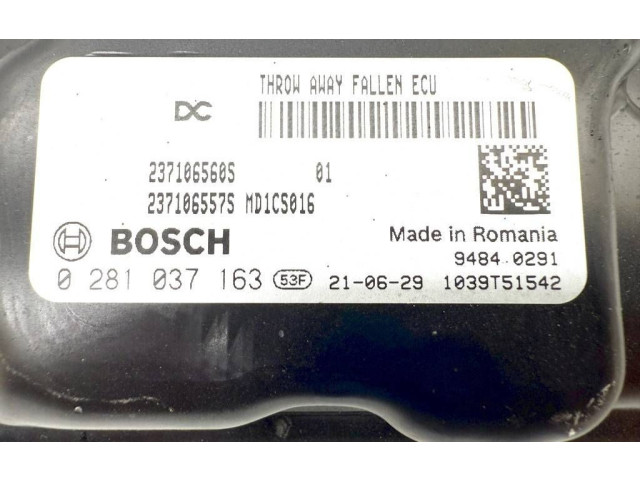 THROW AWAY FALLEN ECU
DC
237106560S 01
237106557S MD1CS016
BOSCH
Made in Romania
9484 0291
0 281 037 163 53F 21-06-29 1039T51542